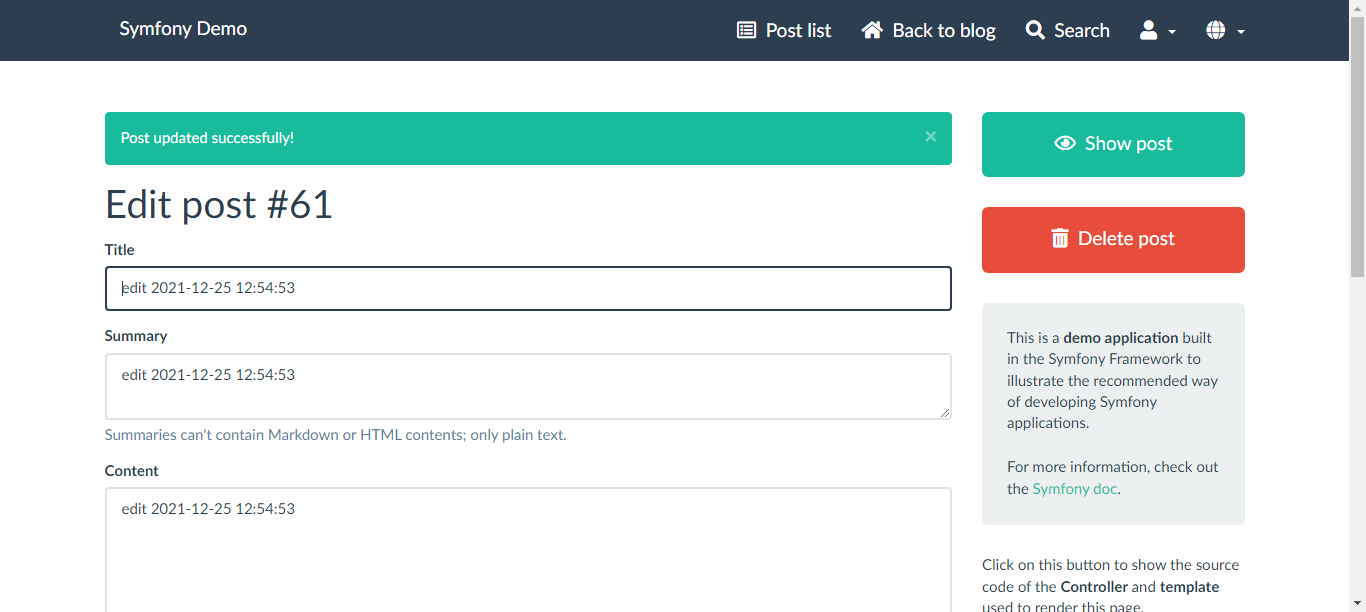 Symfony Demo
Post list
Back to blog
Search
Post updated successfully!
×
Edit post #61
Title
edit 2021-12-25 12:54:53
Summary
edit 2021-12-25 12:54:53
Summaries can't contain Markdown or HTML contents; only plain text.
Content
edit 2021-12-25 12:54:53
Show post
Delete post
This is a demo application built
in the Symfony Framework to
illustrate the recommended way
of developing Symfony
applications.
For more information, check out
the Symfony doc.
Click on this button to show the source
code of the Controller and template
used to render this page.